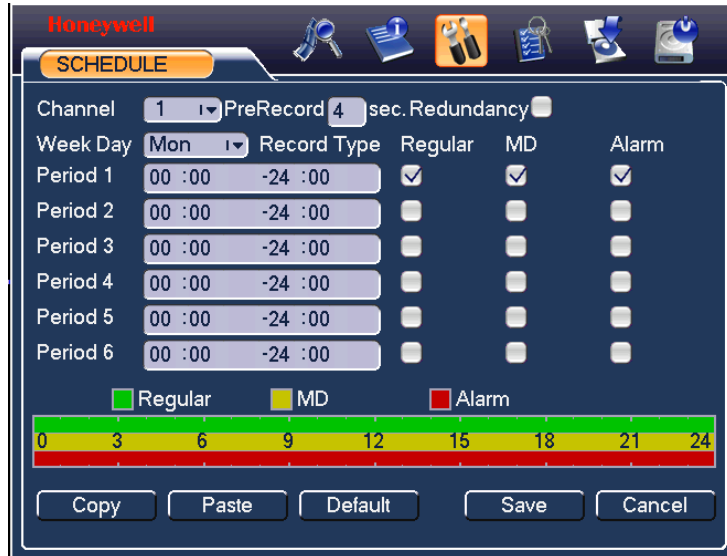 Honeywell
SCHEDULE
Channel 1 PreRecord 4 sec. Redundancy
Week Day Mon Record Type Regular MD Alarm
Period 1 00 :00 -24 :00
Period 2 00 :00 -24 :00
Period 3 00 :00 -24 :00
Period 4 00 :00 -24 :00
Period 5 00 :00 -24 :00
Period 6 00 :00 -24 :00
Regular MD Alarm
0 3 6 9 12 15 18 21 24
Copy Paste Default Save Cancel